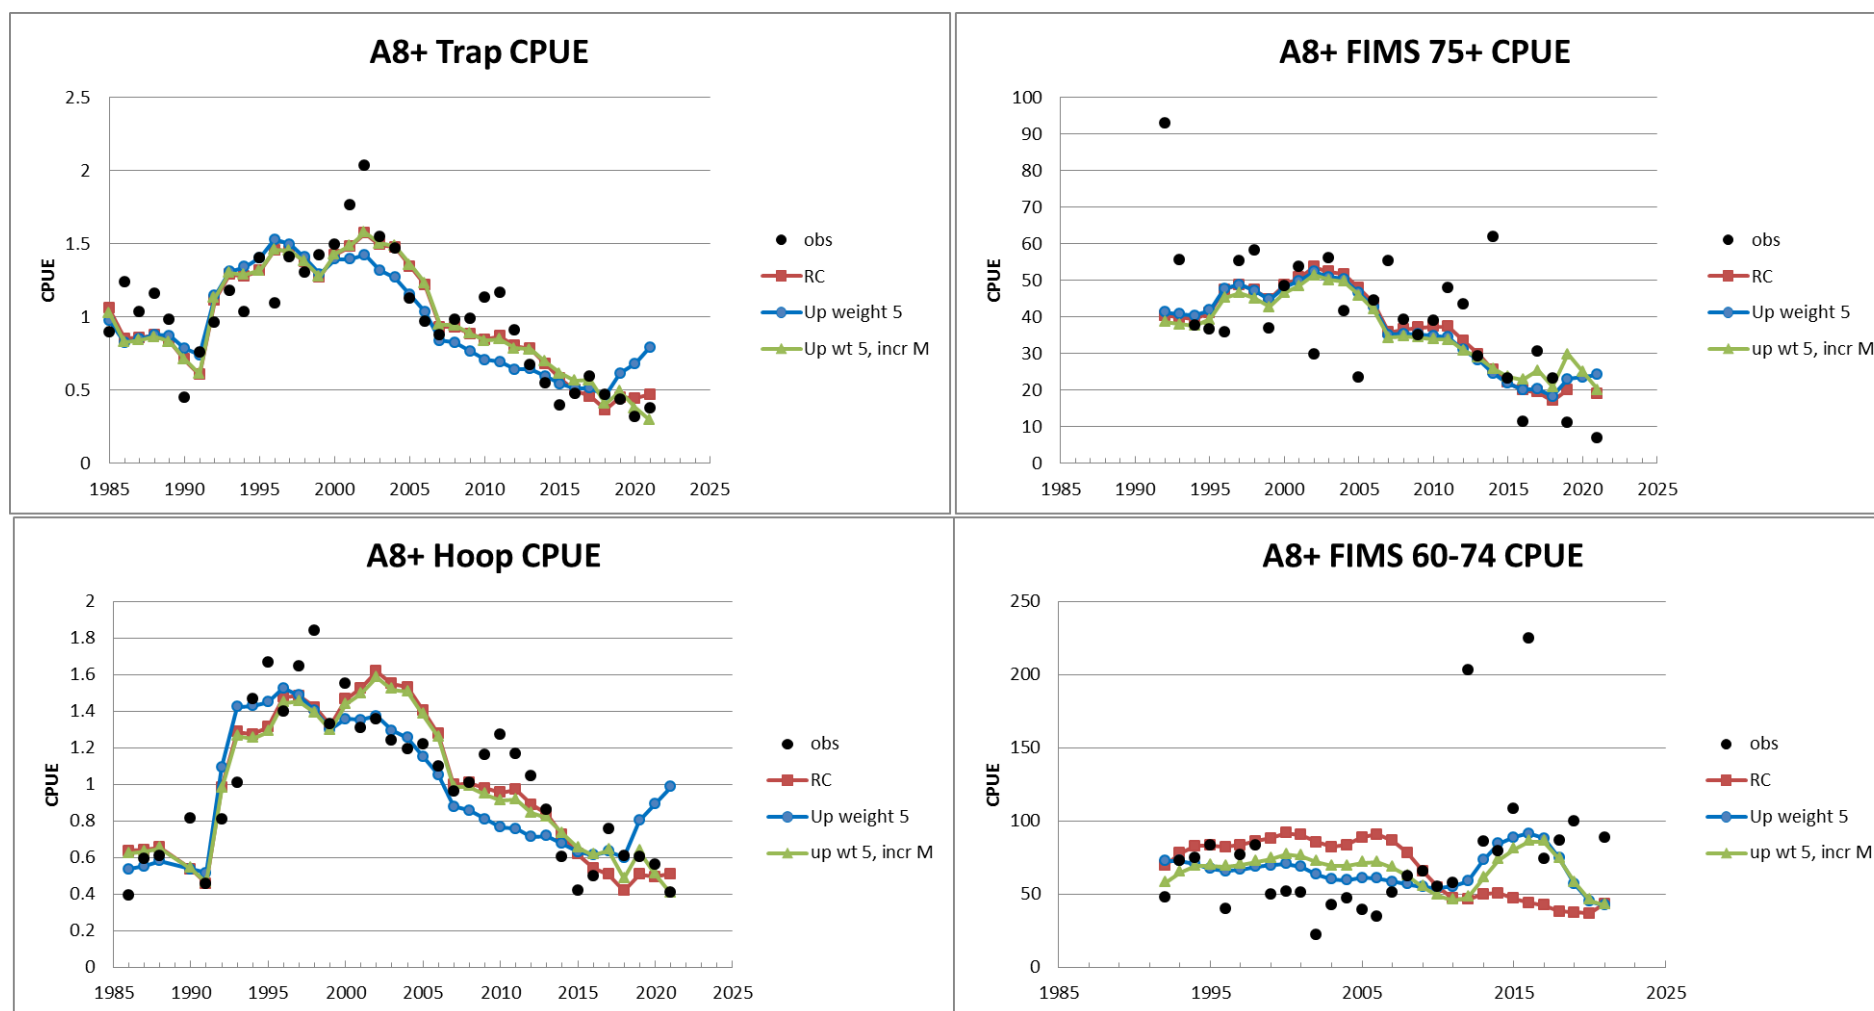 A8+ Trap CPUE
2.5
2
1.5
1
0.5
0
CPUE
1985 1990 1995 2000 2005 2010 2015 2020 2025
obs
RC
Up weight 5
Up wt 5, incr M
A8+ FIMS 75+ CPUE
100
90
80
70
60
50
40
30
20
10
0
CPUE
1985 1990 1995 2000 2005 2010 2015 2020 2025
obs
RC
Up weight 5
up wt 5, incr M
A8+ Hoop CPUE
2
1.8
1.6
1.4
1.2
1
0.8
0.6
0.4
0.2
0
CPUE
1985 1990 1995 2000 2005 2010 2015 2020 2025
obs
RC
Up weight 5
up wt 5, incr M
A8+ FIMS 60-74 CPUE
250
200
150
100
50
0
CPUE
1985 1995 2005 2015 2025
obs
RC
Up weight 5
up wt 5, incr M